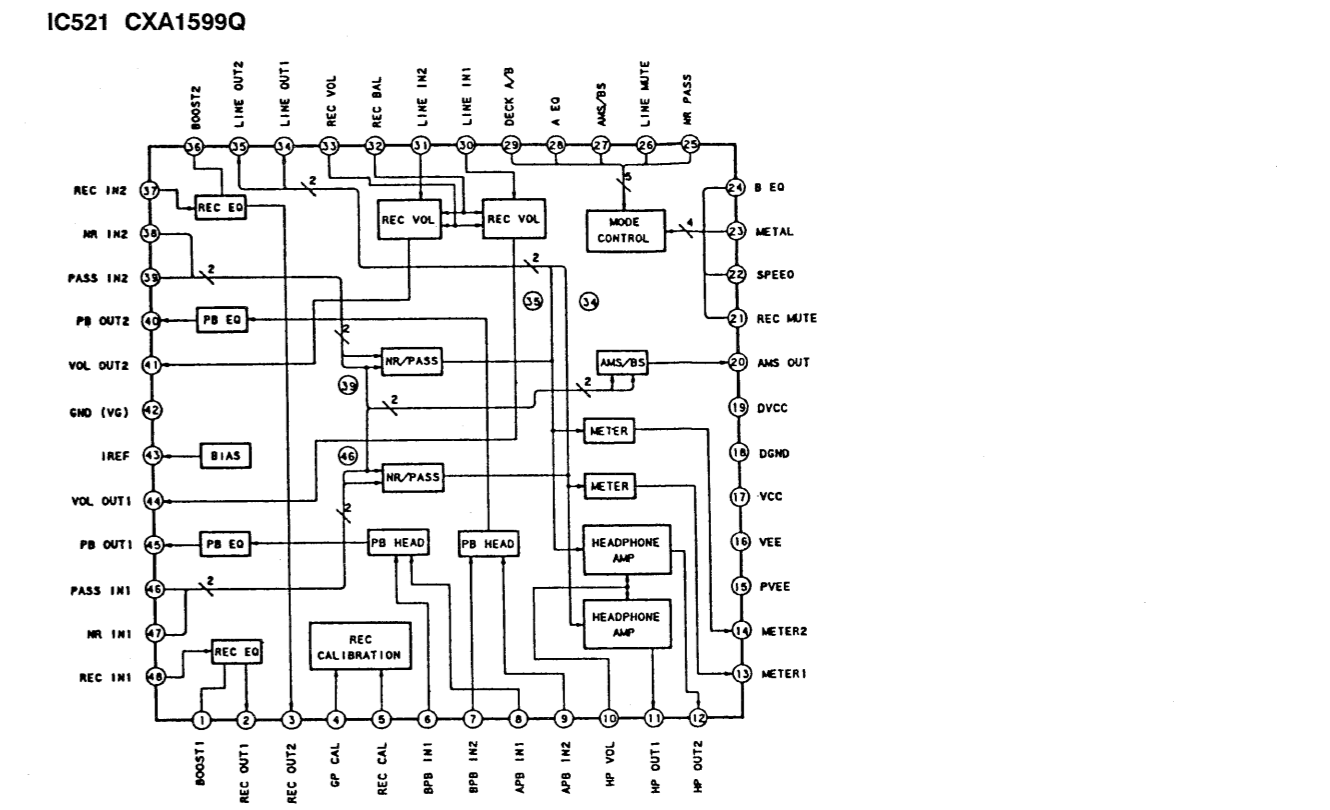 IC521 CXA1599Q
BOOST2
LINE OUT2
LINE OUT1
REC VOL
REC BAL
LINE IN2
LINE IN1
DECK A/B
A EQ
AMS/BS
LINE MUTE
NR PASS
36
35
34
33
32
31
30
29
28
27
26
25
REC IN2
37
NR IN2
38
PASS IN2
39
PB OUT2
40
VOL OUT2
41
GND (VG)
42
IREF
43
VOL OUT1
44
PB OUT1
45
PASS IN1
46
NR IN1
47
REC IN1
48
REC EQ
2
REC VOL
REC VOL
5
MODE
CONTROL
4
2
2
35
34
PB EQ
2
NR/PASS
AMS/BS
39
2
2
METER
BIAS
46
NR/PASS
METER
2
PB EQ
PB HEAD
PB HEAD
HEADPHONE
AMP
2
HEADPHONE
AMP
REC EQ
REC
CALIBRATION
24
B EQ
23
METAL
22
SPEED
21
REC MUTE
20
AMS OUT
19
DVCC
18
DGND
17
VCC
16
VEE
15
PVEE
14
METER2
13
METER1
1
2
3
4
5
6
7
8
9
10
11
12
BOOST1
REC OUT1
REC OUT2
GP CAL
REC CAL
BPB IN1
BPB IN2
APB IN1
APB IN2
HP VOL
HP OUT1
HP OUT2